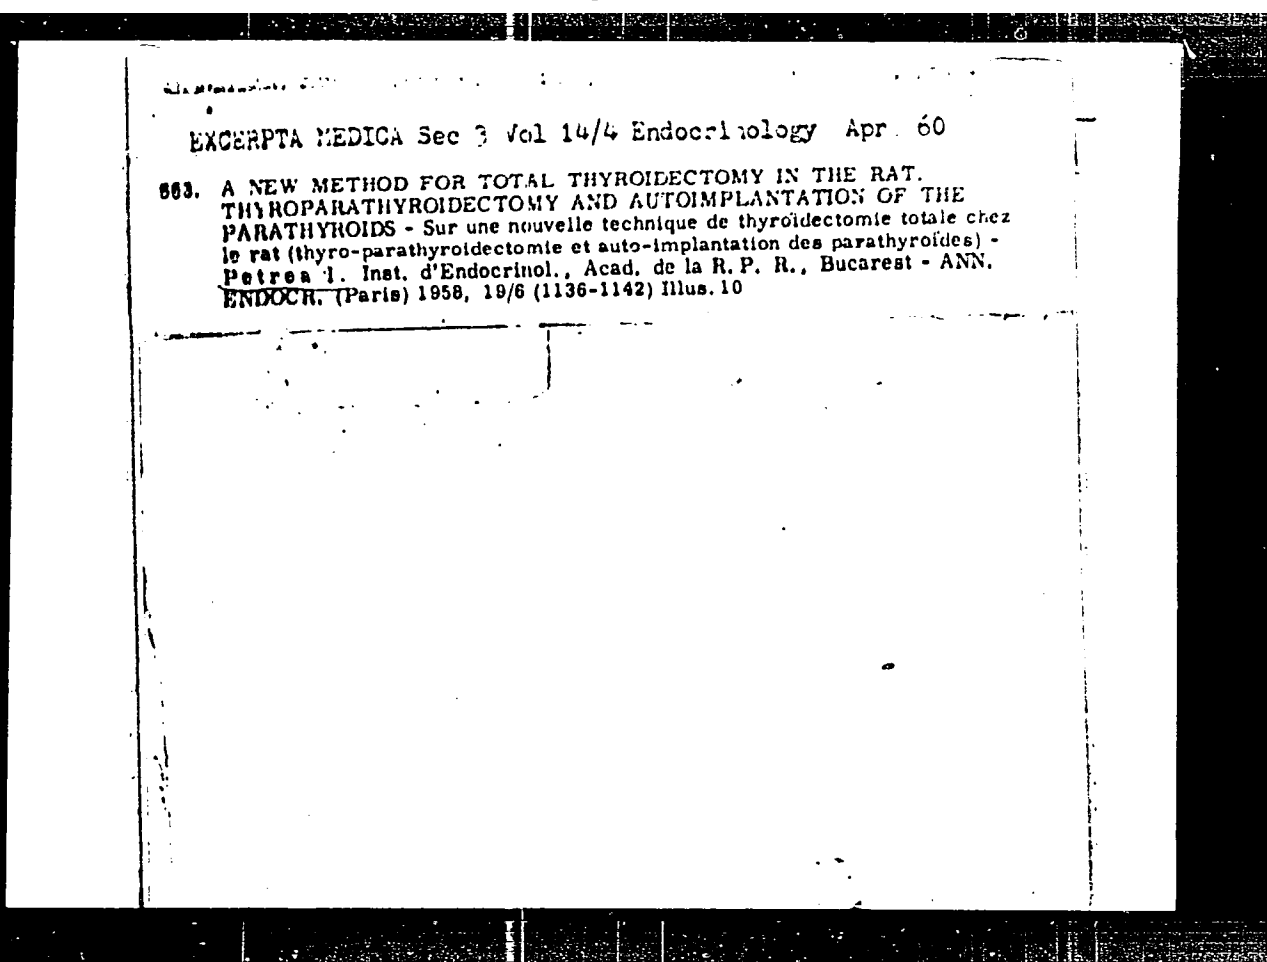 EXCERPTA MEDICA Sec 3 Vol 14/4 Endocrinology Apr. 60
663. A NEW METHOD FOR TOTAL THYROIDECTOMY IN THE RAT.
THYROPARATHYROIDECTOMY AND AUTOIMPLANTATION OF THE
PARATHYROIDS - Sur une nouvelle technique de thyroïdectomie totale chez
le rat (thyro-parathyroidectomie et auto-implantation des parathyroïdes) -
Petrea I. Inst. d'Endocrinol., Acad. de la R. P. R., Bucarest - ANN.
ENDOCR. (Paris) 1958, 19/6 (1136-1142) Illus. 10